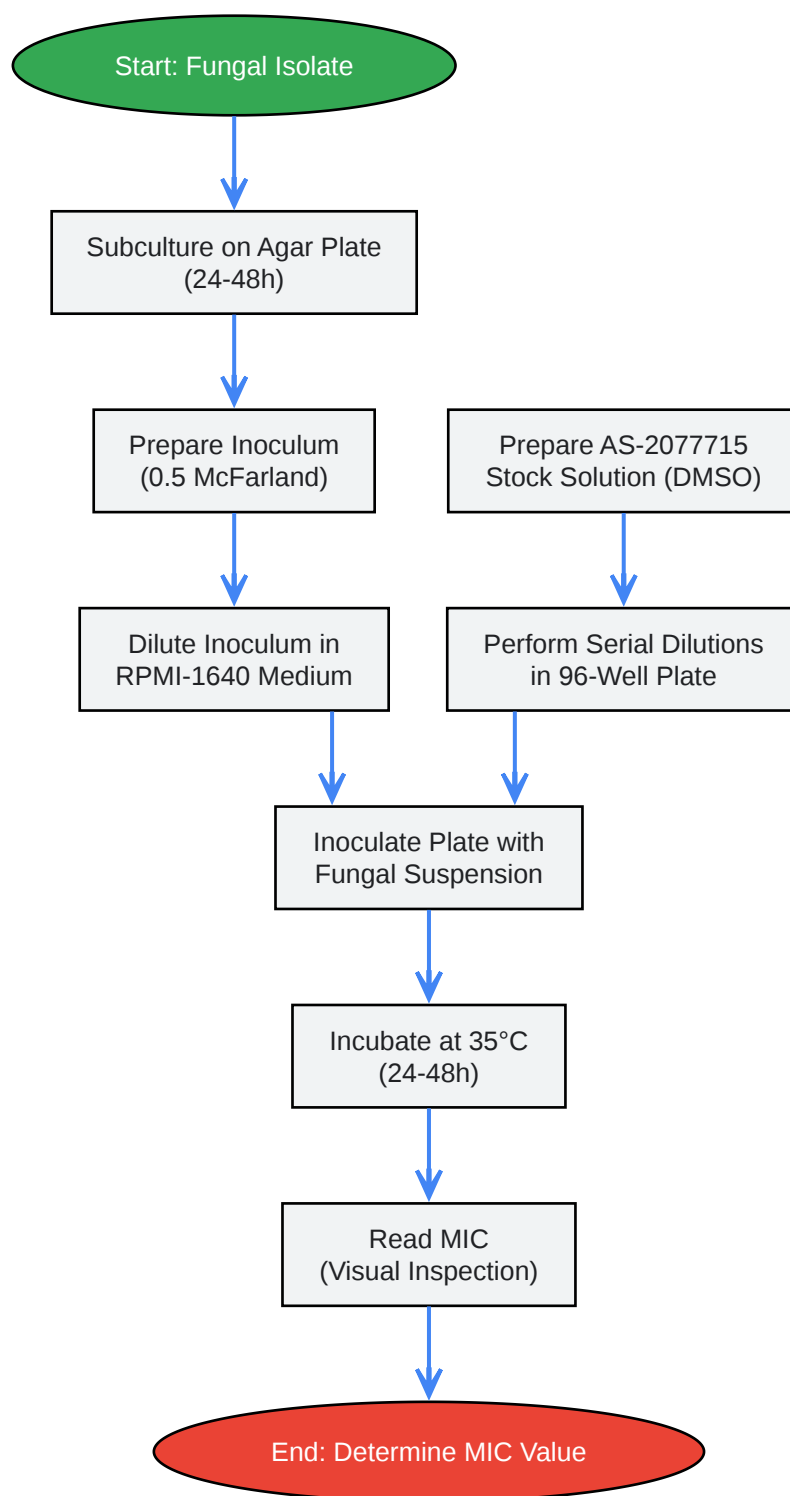 Start: Fungal Isolate
Subculture on Agar Plate
(24-48h)
Prepare Inoculum
(0.5 McFarland)
Prepare AS-2077715
Stock Solution (DMSO)
Dilute Inoculum in
RPMI-1640 Medium
Perform Serial Dilutions
in 96-Well Plate
Inoculate Plate with
Fungal Suspension
Incubate at 35°C
(24-48h)
Read MIC
(Visual Inspection)
End: Determine MIC Value